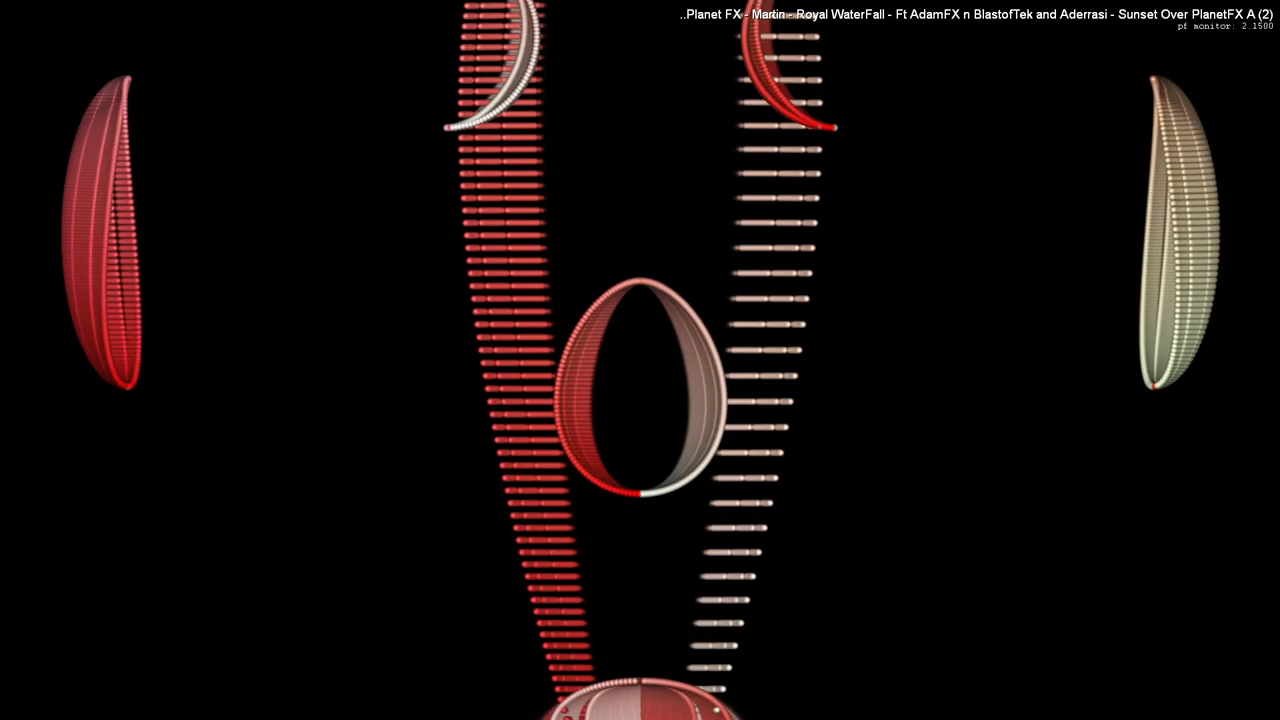 ..Planet FX - Martin - Royal WaterFall - Ft AdamFX n BlastofTek and Aderrasi - Sunset Over PlanetFX A (2)
pf monitor: 2.1500